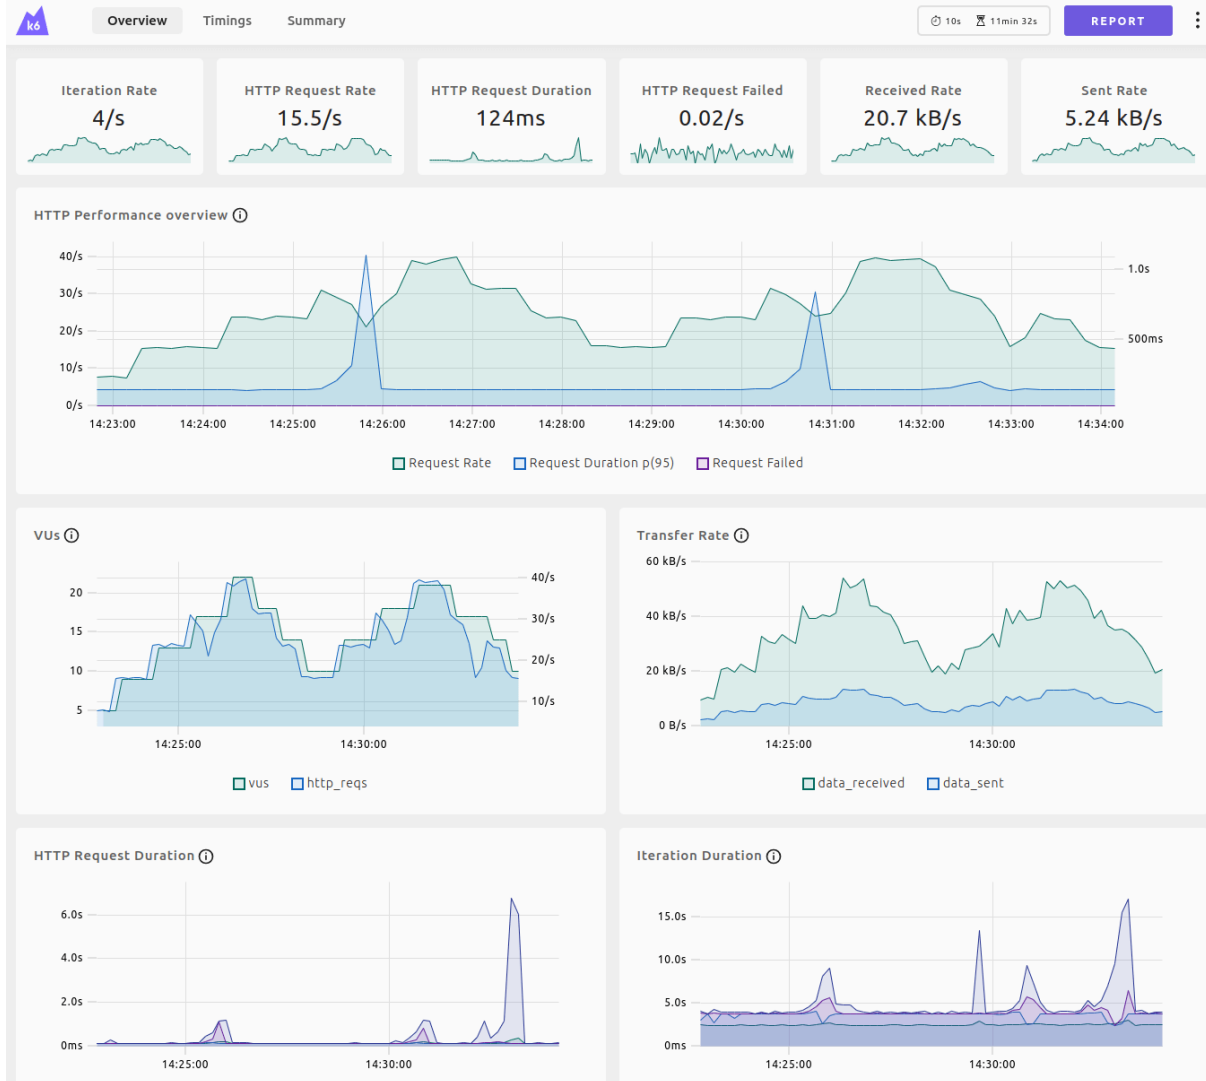 k6 Overview Timings Summary 10s 11min 32s REPORT
Iteration Rate
4/s
HTTP Request Rate
15.5/s
HTTP Request Duration
124ms
HTTP Request Failed
0.02/s
Received Rate
20.7 kB/s
Sent Rate
5.24 kB/s
HTTP Performance overview
40/s
30/s
20/s
10/s
0/s
1.0s
500ms
14:23:00 14:24:00 14:25:00 14:26:00 14:27:00 14:28:00 14:29:00 14:30:00 14:31:00 14:32:00 14:33:00 14:34:00
Request Rate Request Duration p(95) Request Failed
VUs
20
15
10
5
40/s
30/s
20/s
10/s
14:25:00 14:30:00
vus http_reqs
Transfer Rate
60 kB/s
40 kB/s
20 kB/s
0 B/s
14:25:00 14:30:00
data_received data_sent
HTTP Request Duration
6.0s
4.0s
2.0s
0ms
14:25:00 14:30:00
Iteration Duration
15.0s
10.0s
5.0s
0ms
14:25:00 14:30:00